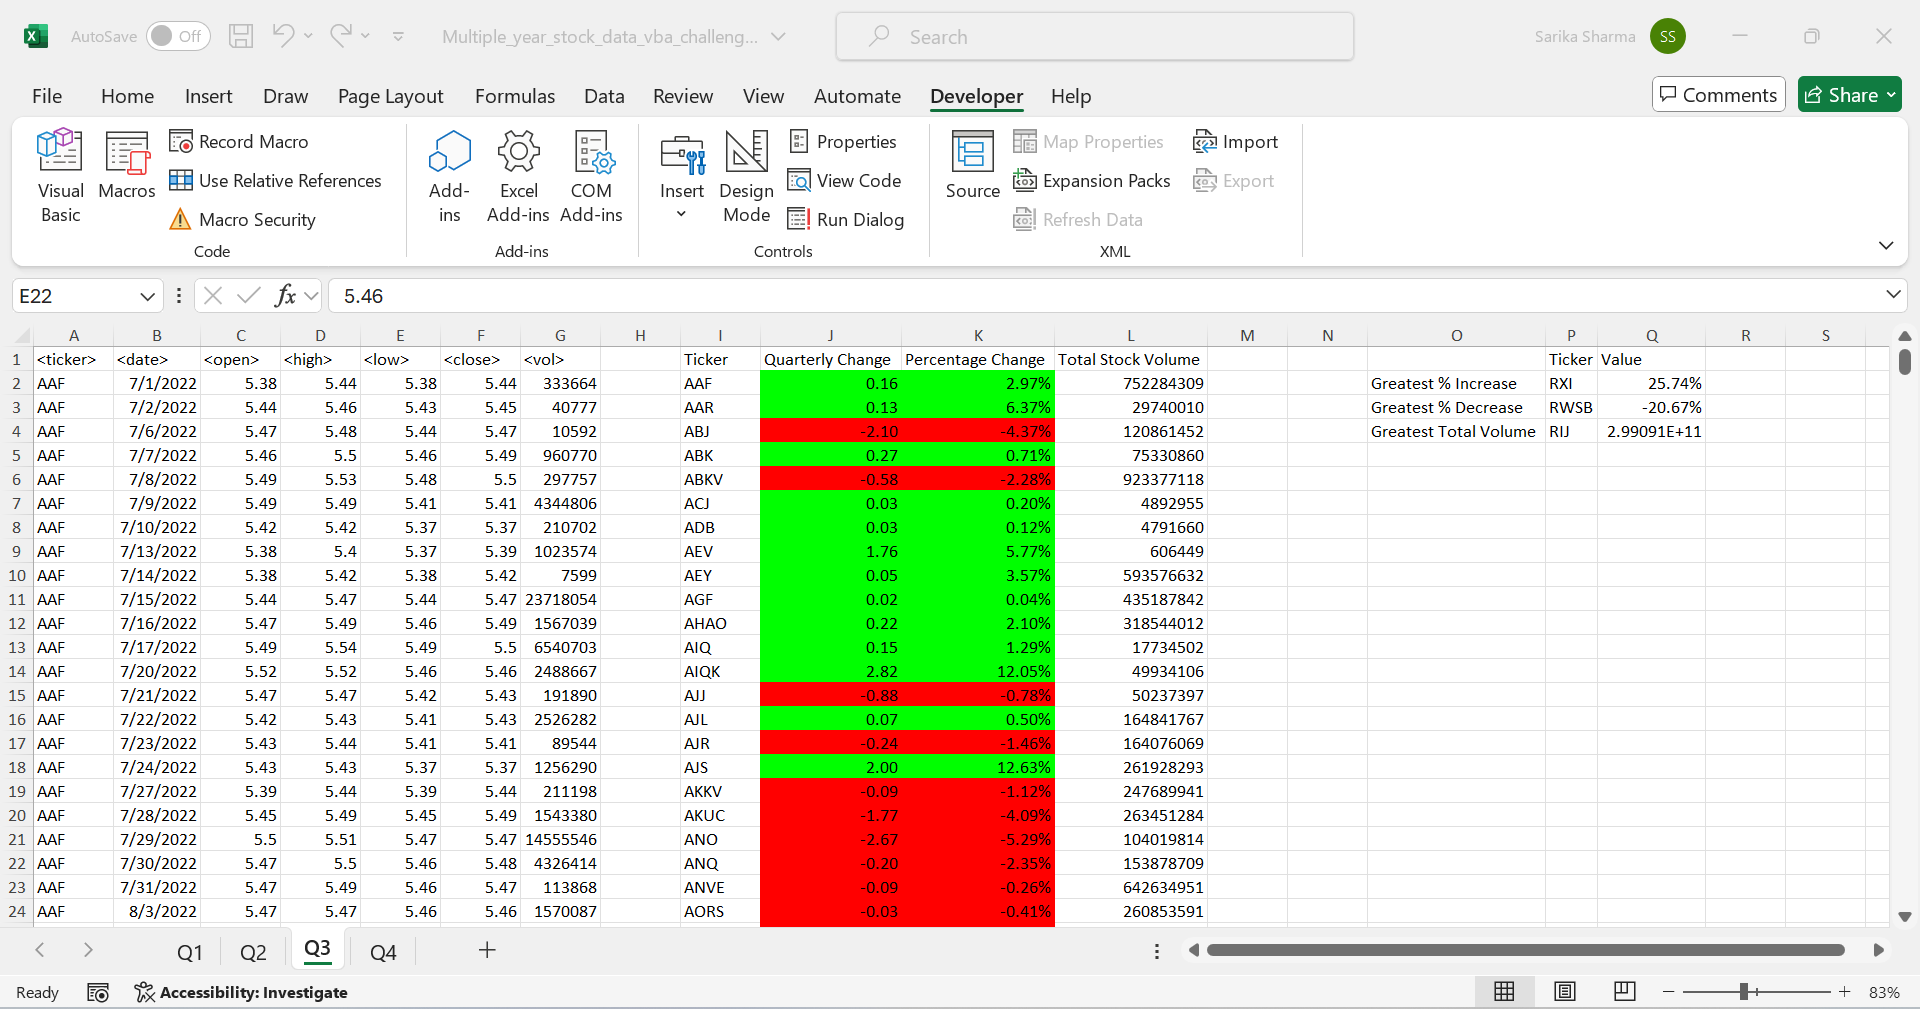 AutoSave Off Multiple_year_stock_data_vba_challeng... Search Sarika Sharma SS
File Home Insert Draw Page Layout Formulas Data Review View Automate Developer Help Comments Share
Visual Basic Macros Record Macro Use Relative References Macro Security Code
Add-ins Excel Add-ins COM Add-ins Add-ins
Insert Design Mode Properties View Code Run Dialog Controls
Source Map Properties Expansion Packs Refresh Data Import Export XML
E22 fx 5.46
A B C D E F G H I J K L M N O P Q R S
1 <ticker> <date> <open> <high> <low> <close> <vol> Ticker Quarterly Change Percentage Change Total Stock Volume Ticker Value
2 AAF 7/1/2022 5.38 5.44 5.38 5.44 333664 AAF 0.16 2.97% 752284309 Greatest % Increase RXI 25.74%
3 AAF 7/2/2022 5.44 5.46 5.43 5.45 40777 AAR 0.13 6.37% 29740010 Greatest % Decrease RWSB -20.67%
4 AAF 7/6/2022 5.47 5.48 5.44 5.47 10592 ABJ -2.10 -4.37% 120861452 Greatest Total Volume RIJ 2.99091E+11
5 AAF 7/7/2022 5.46 5.5 5.46 5.49 960770 ABK 0.27 0.71% 75330860
6 AAF 7/8/2022 5.49 5.53 5.48 5.5 297757 ABKV -0.58 -2.28% 923377118
7 AAF 7/9/2022 5.49 5.49 5.41 5.41 4344806 ACJ 0.03 0.20% 4892955
8 AAF 7/10/2022 5.42 5.42 5.37 5.37 210702 ADB 0.03 0.12% 4791660
9 AAF 7/13/2022 5.38 5.4 5.37 5.39 1023574 AEV 1.76 5.77% 606449
10 AAF 7/14/2022 5.38 5.42 5.38 5.42 7599 AEY 0.05 3.57% 593576632
11 AAF 7/15/2022 5.44 5.47 5.44 5.47 23718054 AGF 0.02 0.04% 435187842
12 AAF 7/16/2022 5.47 5.49 5.46 5.49 1567039 AHAO 0.22 2.10% 318544012
13 AAF 7/17/2022 5.49 5.54 5.49 5.5 6540703 AIQ 0.15 1.29% 17734502
14 AAF 7/20/2022 5.52 5.52 5.46 5.46 2488667 AIQK 2.82 12.05% 49934106
15 AAF 7/21/2022 5.47 5.47 5.42 5.43 191890 AJJ -0.88 -0.78% 50237397
16 AAF 7/22/2022 5.42 5.43 5.41 5.43 2526282 AJL 0.07 0.50% 164841767
17 AAF 7/23/2022 5.43 5.44 5.41 5.41 89544 AJR -0.24 -1.46% 164076069
18 AAF 7/24/2022 5.43 5.43 5.37 5.37 1256290 AJS 2.00 12.63% 261928293
19 AAF 7/27/2022 5.39 5.44 5.39 5.44 211198 AKKV -0.09 -1.12% 247689941
20 AAF 7/28/2022 5.45 5.49 5.45 5.49 1543380 AKUC -1.77 -4.09% 263451284
21 AAF 7/29/2022 5.5 5.51 5.47 5.47 14555546 ANO -2.67 -5.29% 104019814
22 AAF 7/30/2022 5.47 5.5 5.46 5.48 4326414 ANQ -0.20 -2.35% 153878709
23 AAF 7/31/2022 5.47 5.49 5.46 5.47 113868 ANVE -0.09 -0.26% 642634951
24 AAF 8/3/2022 5.47 5.47 5.46 5.46 1570087 AORS -0.03 -0.41% 260853591
Q1 Q2 Q3 Q4
Ready Accessibility: Investigate 83%